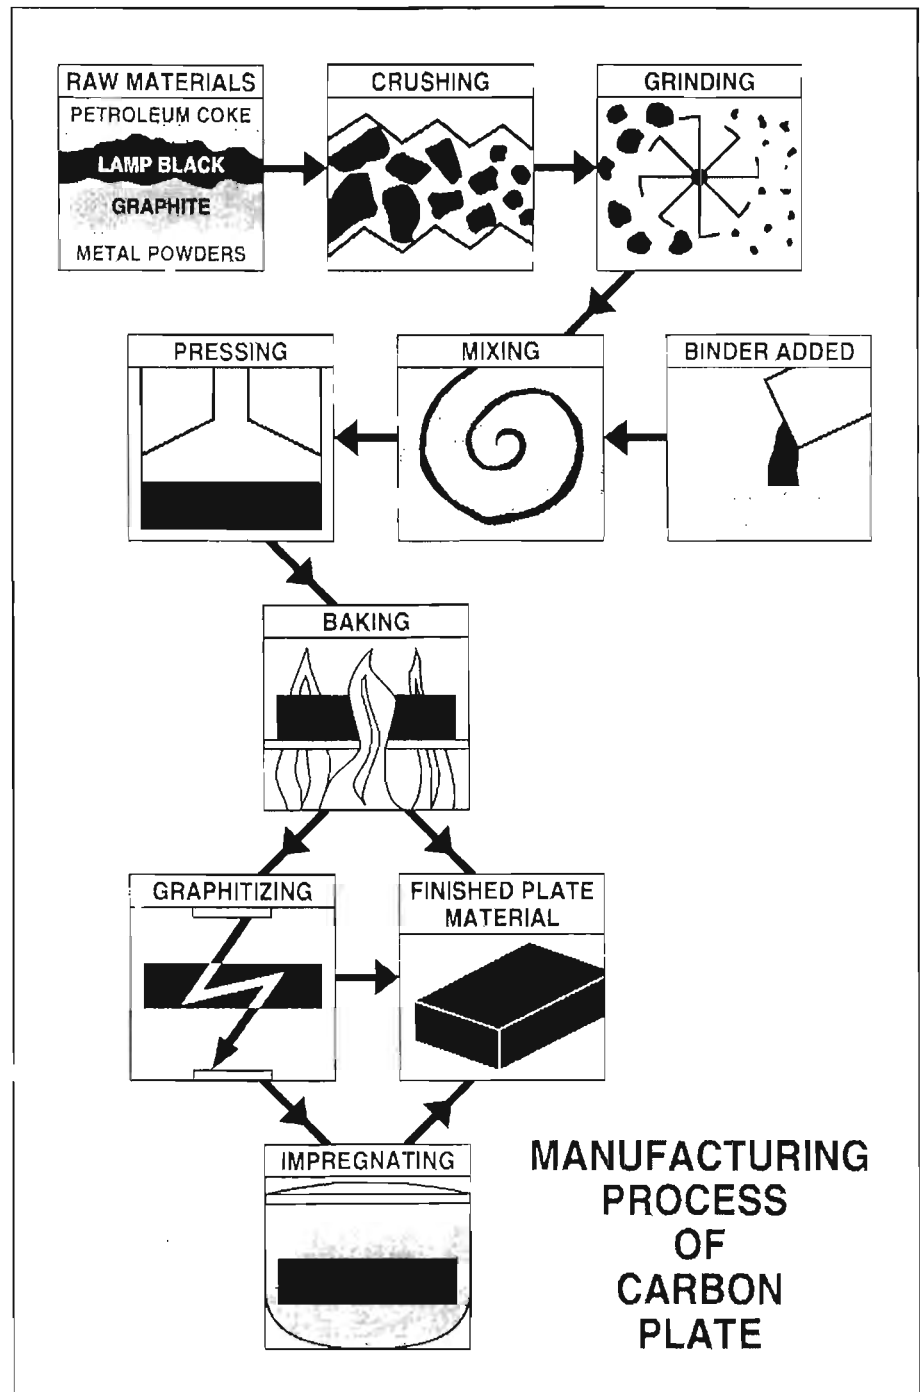 RAW MATERIALS
PETROLEUM COKE
LAMP BLACK
GRAPHITE
METAL POWDERS
CRUSHING
GRINDING
PRESSING
MIXING
BINDER ADDED
BAKING
GRAPHITIZING
FINISHED PLATE
MATERIAL
IMPREGNATING
MANUFACTURING
PROCESS
OF
CARBON
PLATE